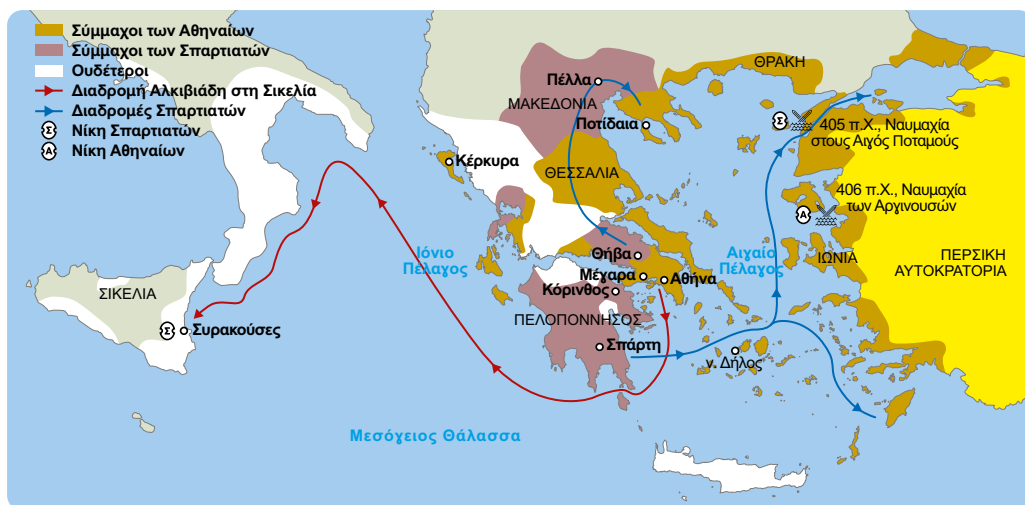 Σύμμαχοι των Αθηναίων
Σύμμαχοι των Σπαρτιατών
Ουδέτεροι
Διαδρομή Αλκιβιάδη στη Σικελία
Διαδρομές Σπαρτιατών
Σ Νίκη Σπαρτιατών
Α Νίκη Αθηναίων
ΘΡΑΚΗ
Πέλλα
ΜΑΚΕΔΟΝΙΑ
Ποτίδαια
Σ
405 π.Χ., Ναυμαχία
στους Αιγός Ποταμούς
Κέρκυρα
ΘΕΣΣΑΛΙΑ
406 π.Χ., Ναυμαχία
των Αργινουσών
Α
Ιόνιο
Πέλαγος
Θήβα
Αιγαίο
Πέλαγος
ΙΩΝΙΑ
ΠΕΡΣΙΚΗ
ΑΥΤΟΚΡΑΤΟΡΙΑ
Μέγαρα
Αθήνα
Κόρινθος
ΣΙΚΕΛΙΑ
Σ
Συρακούσες
ΠΕΛΟΠΟΝΝΗΣΟΣ
Σπάρτη
ν. Δήλος
Μεσόγειος Θάλασσα